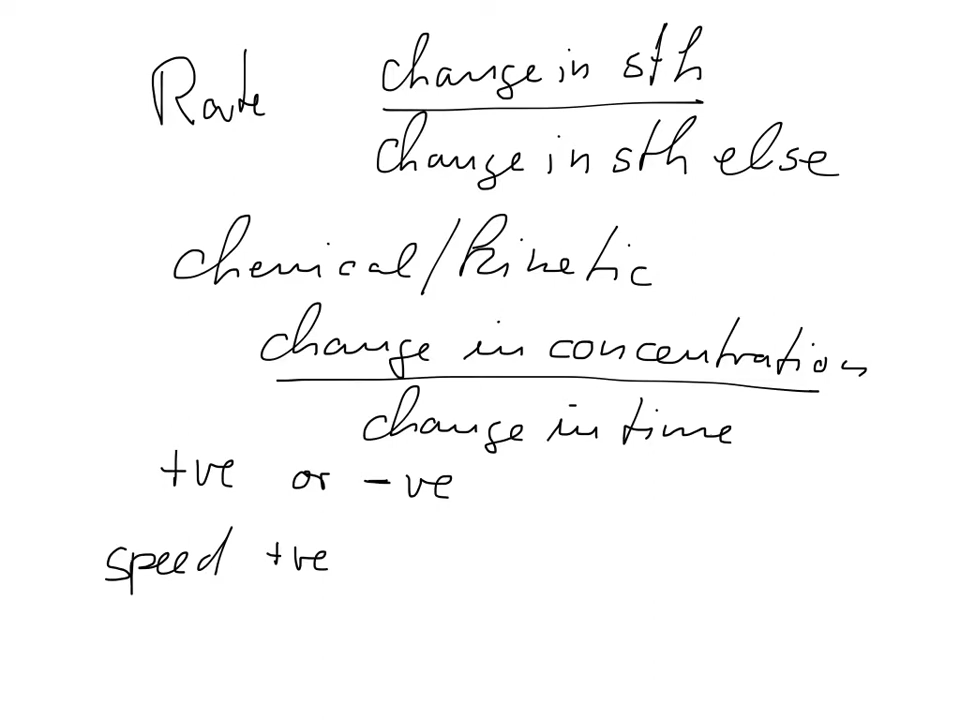 Rate change in sth
change in sth else
chemical/kinetic
change in concentration
change in time
+ve or -ve
speed +ve